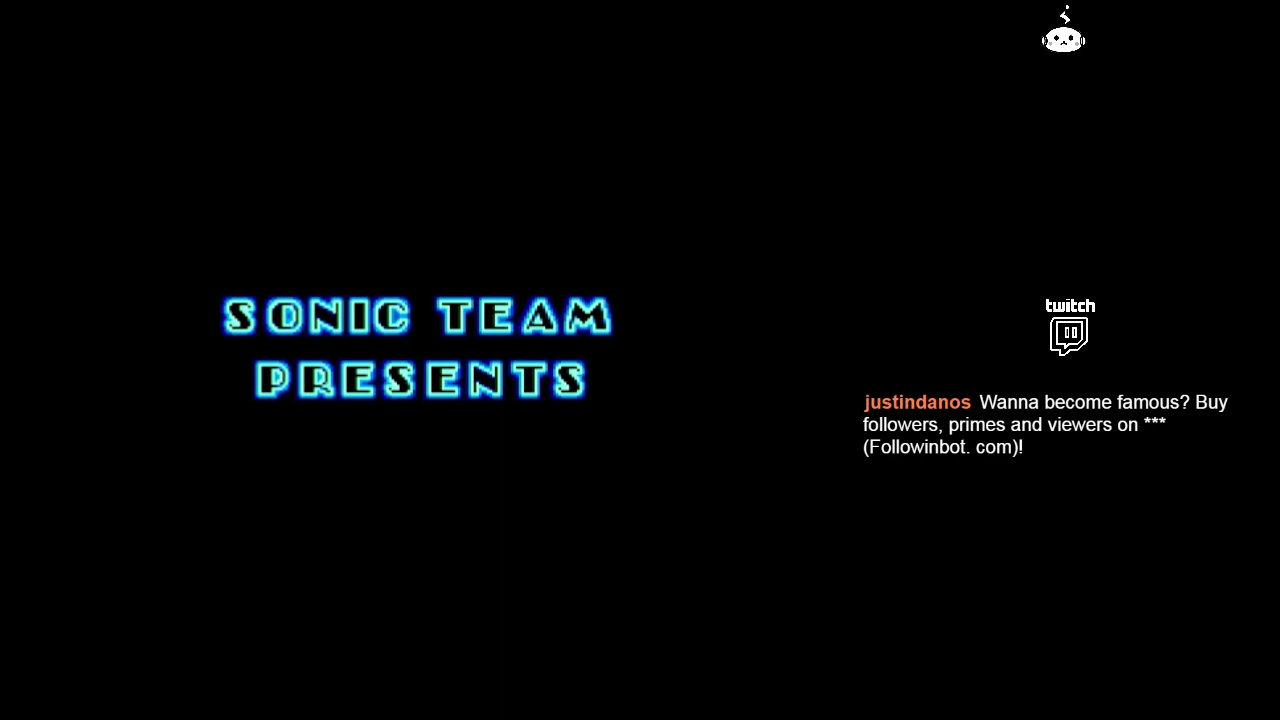 SONIC TEAM
PRESENTS
twitch
justindanos Wanna become famous? Buy
followers, primes and viewers on ***
(Followinbot. com)!